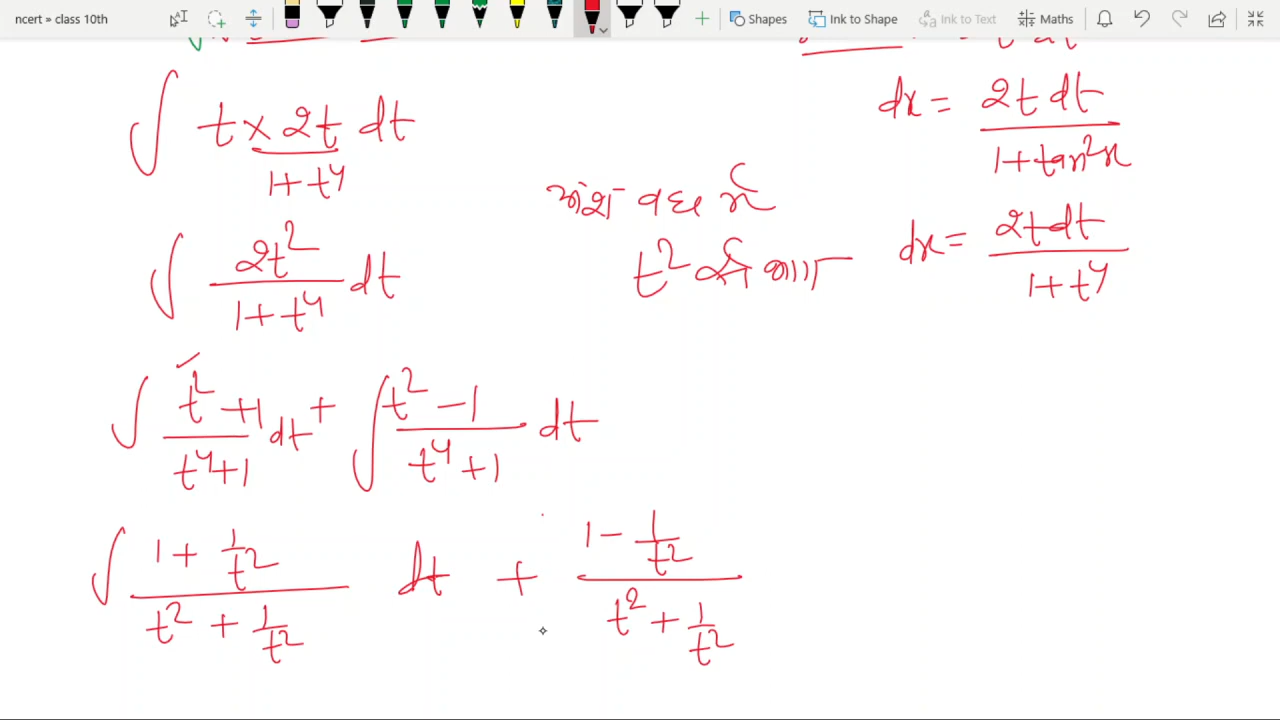 ncert » class 10th
Shapes
Ink to Shape
Ink to Text
Maths
∫ t × 2t/(1+t⁴) dt
∫ 2t²/(1+t⁴) dt
∫ (t²+1)/(t⁴+1) dt + ∫ (t²-1)/(t⁴+1) dt
∫ (1 + 1/t²)/(t² + 1/t²) dt + (1 - 1/t²)/(t² + 1/t²)
में
t² से भाग
dx = 2t dt/(1+tan²x)
dx = 2t dt/(1+t⁴)